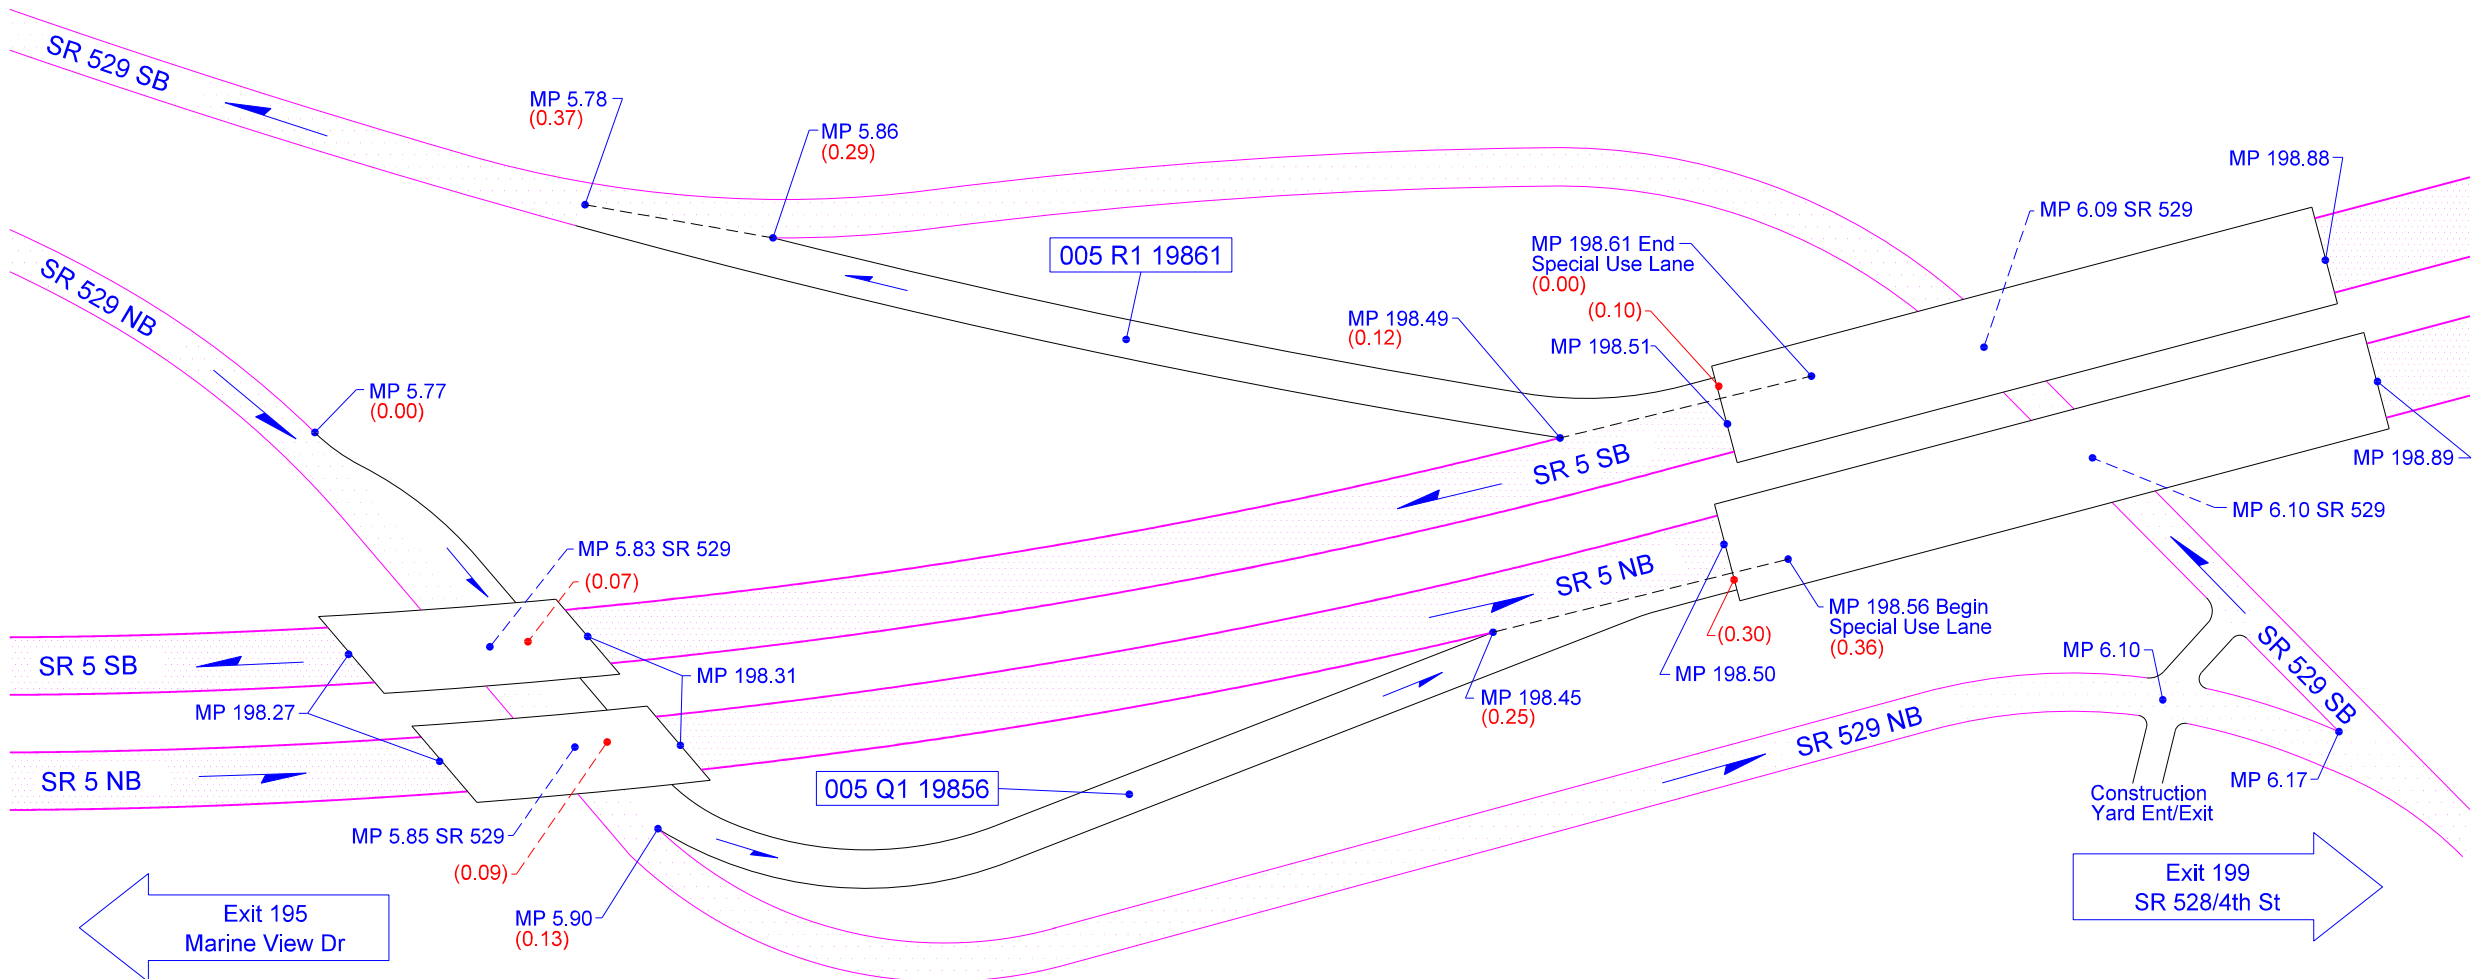 SR 529 SB
MP 5.78
(0.37)
MP 5.86
(0.29)
MP 198.88
MP 6.09 SR 529
005 R1 19861
MP 198.61 End
Special Use Lane
(0.00)
(0.10)
MP 198.49
(0.12)
MP 198.51
SR 529 NB
MP 5.77
(0.00)
SR 5 SB
MP 198.89
MP 6.10 SR 529
MP 5.83 SR 529
(0.07)
SR 5 NB
MP 198.56 Begin
Special Use Lane
(0.36)
(0.30)
MP 198.50
MP 6.10
SR 529 SB
SR 5 SB
MP 198.31
MP 198.27
MP 198.45
(0.25)
SR 529 NB
SR 5 NB
005 Q1 19856
MP 6.17
Construction
Yard Ent/Exit
MP 5.85 SR 529
(0.09)
MP 5.90
(0.13)
Exit 195
Marine View Dr
Exit 199
SR 528/4th St